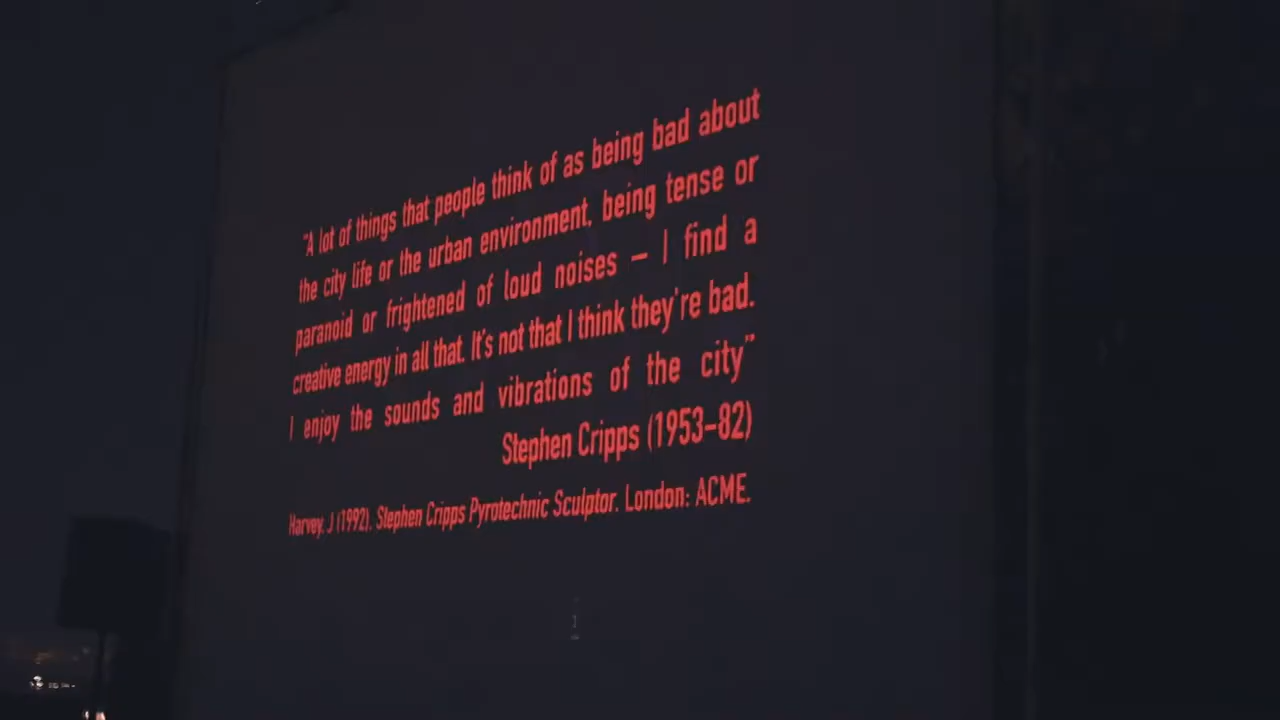 "A lot of things that people think of as being bad about
the city life or the urban environment, being tense or
paranoid or frightened of loud noises – I find a
creative energy in all that. It's not that I think they're bad.
I enjoy the sounds and vibrations of the city"
Stephen Cripps (1953–82)
Harvey. J (1992). Stephen Cripps Pyrotechnic Sculptor. London: ACME.